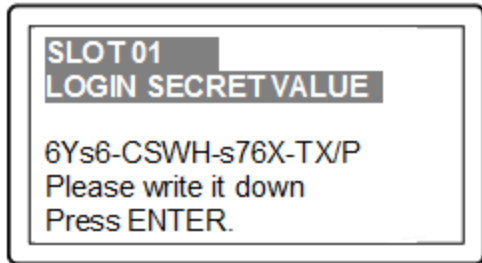 SLOT 01
LOGIN SECRET VALUE
6Ys6-CSWH-s76X-TX/P
Please write it down
Press ENTER.